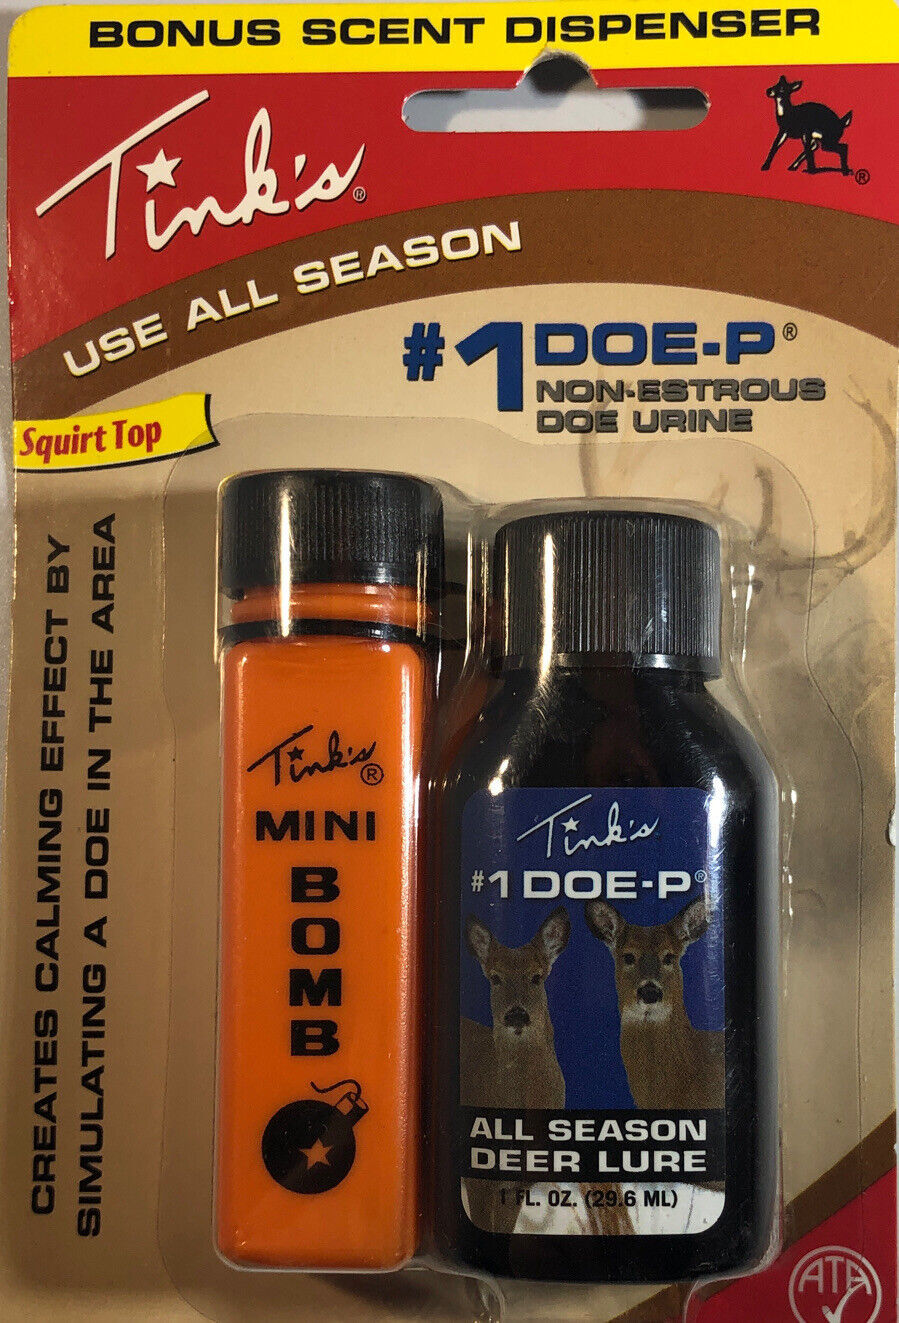 BONUS SCENT DISPENSER
Tink's®
®
USE ALL SEASON
#1 DOE-P®
NON-ESTROUS
DOE URINE
Squirt Top
CREATES CALMING EFFECT BY
SIMULATING A DOE IN THE AREA
Tink's®
MINI
BOMB
Tink's
#1 DOE-P®
ALL SEASON
DEER LURE
1 FL. OZ. (29.6 ML)
ATA